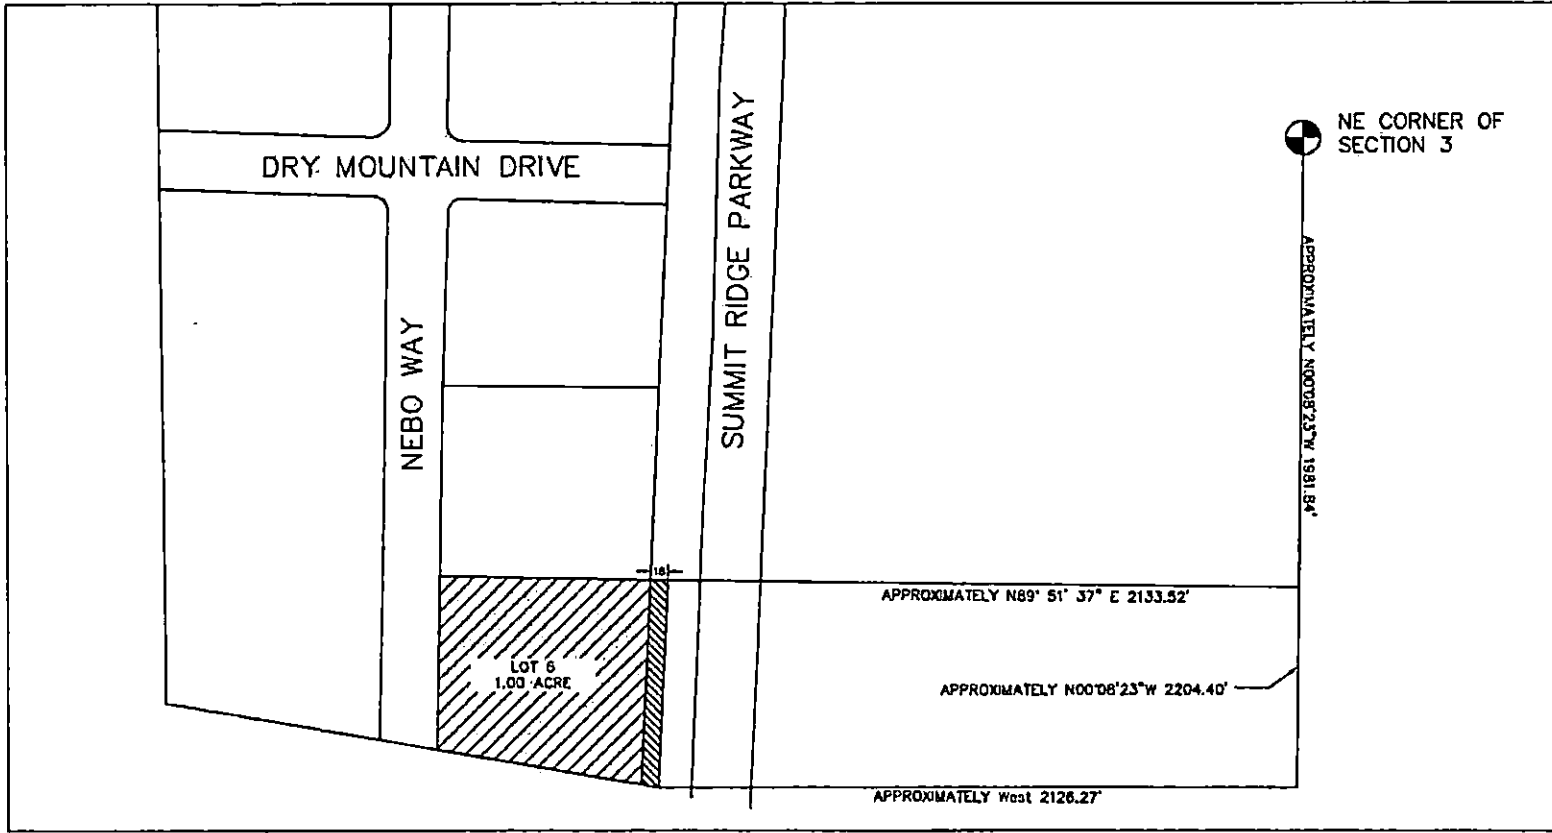 NE CORNER OF
SECTION 3
DRY MOUNTAIN DRIVE
SUMMIT RIDGE PARKWAY
NEBO WAY
APPROXIMATELY N00°08'23"W 1981.84'
18
APPROXIMATELY N89° 51' 37" E 2133.52'
LOT 6
1.00 ACRE
APPROXIMATELY N00°08'23"W 2204.40'
APPROXIMATELY West 2126.27'